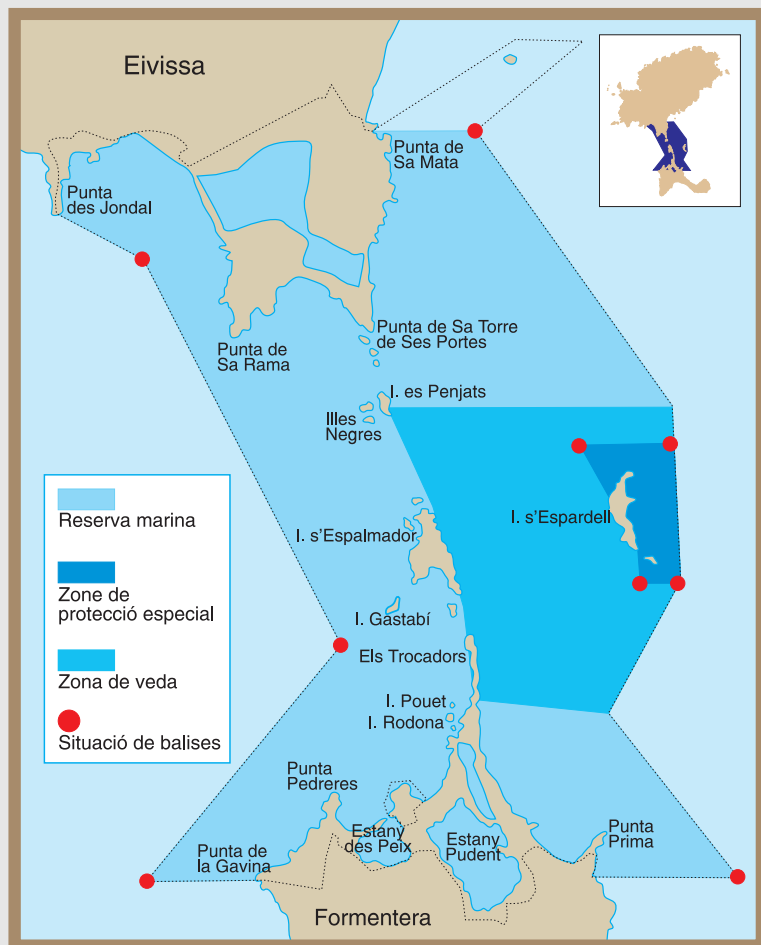 Eivissa
Punta de
Sa Mata
Punta
des Jondal
Punta de Sa Torre
de Ses Portes
Punta de
Sa Rama
I. es Penjats
Illes
Negres
Reserva marina
I. s'Espardell
I. s'Espalmador
Zone de
protecció especial
I. Gastabí
Els Trocadors
Zona de veda
I. Pouet
I. Rodona
Situació de balises
Punta
Pedreres
Punta
Prima
Estany
des Peix
Estany
Pudent
Punta de
la Gavina
Formentera